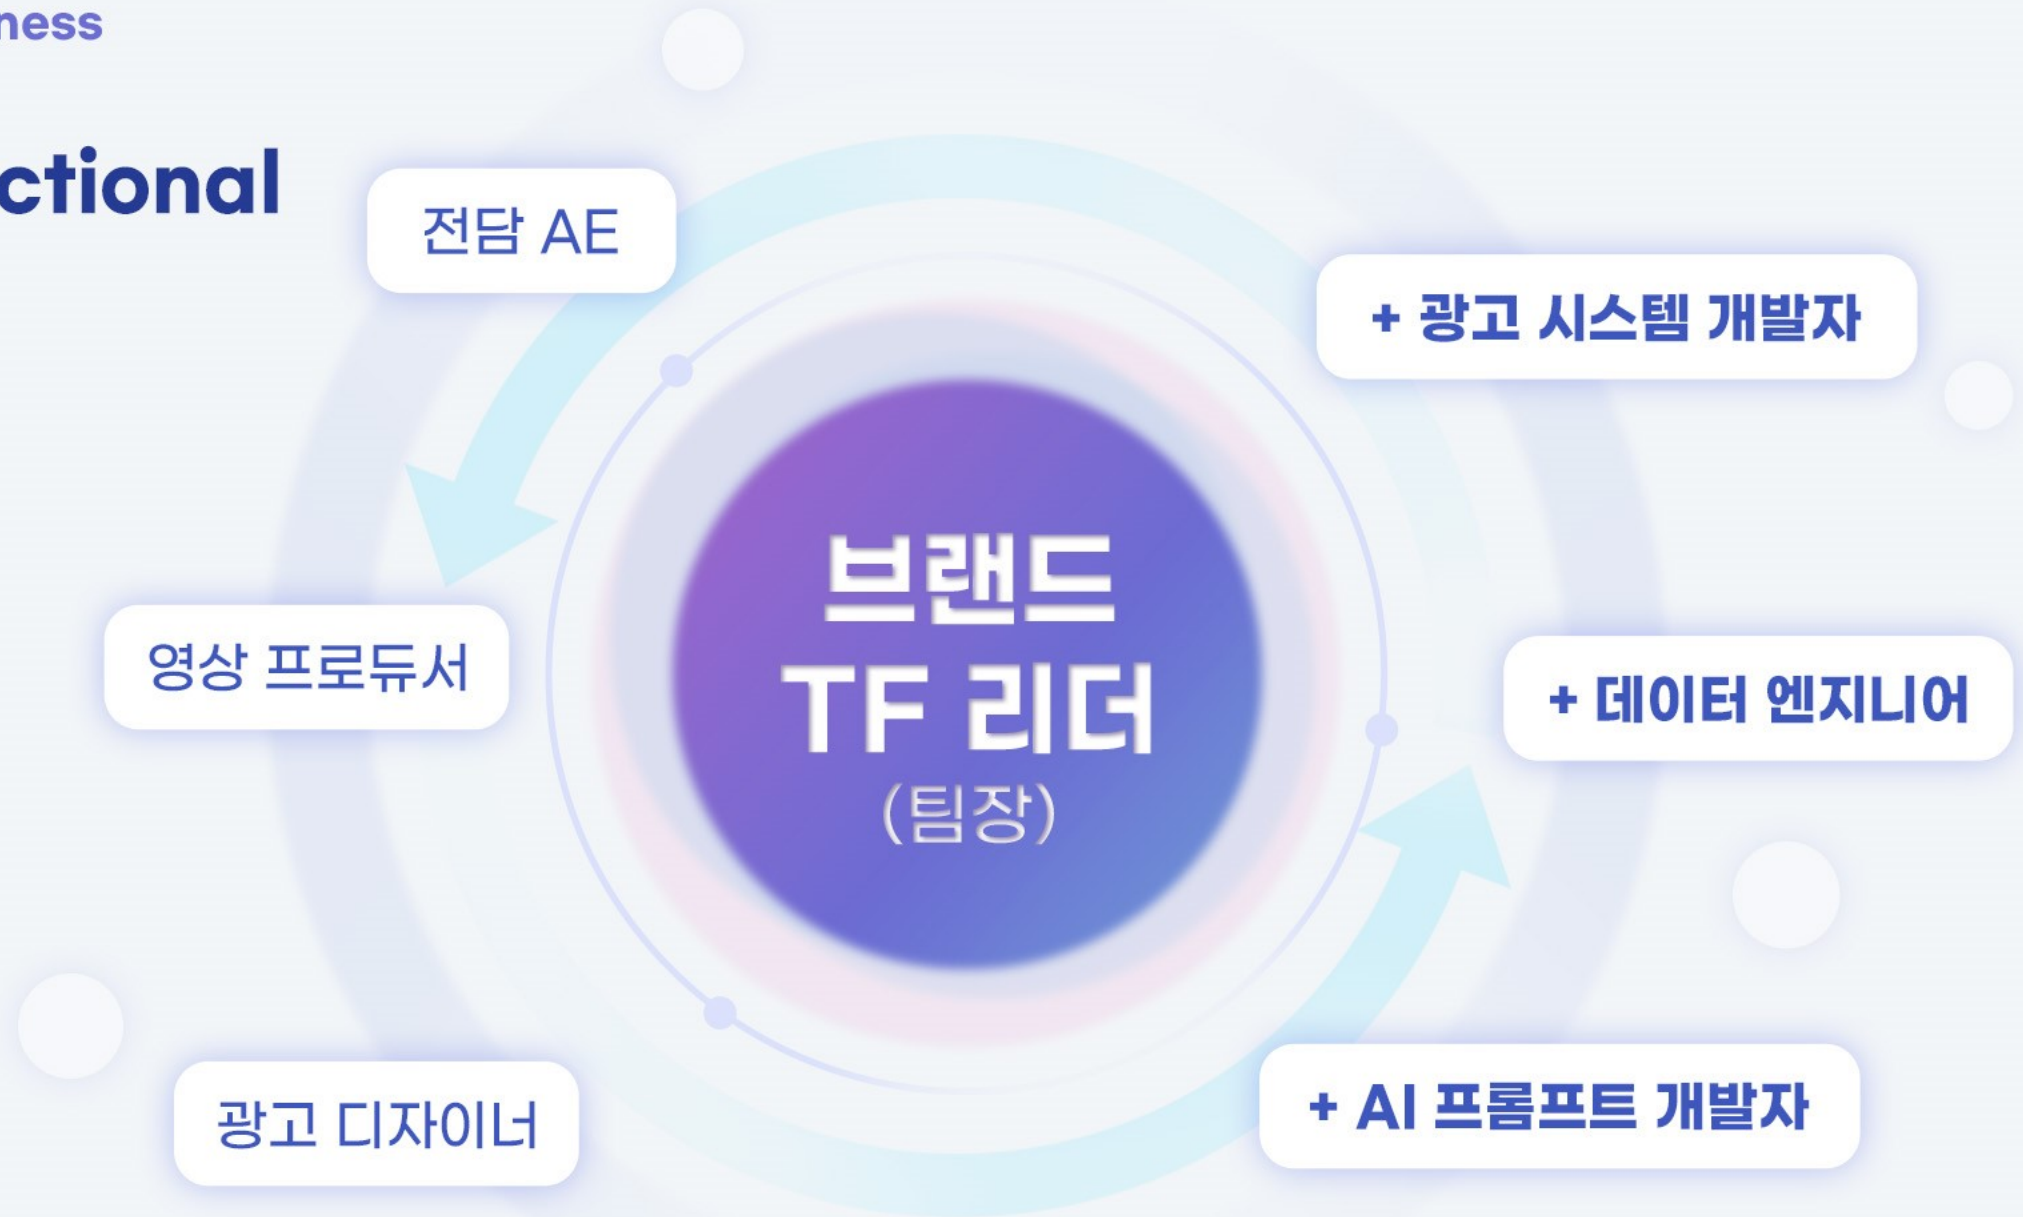 ness
ctional
전담 AE
+ 광고 시스템 개발자
브랜드
TF 리더
(팀장)
영상 프로듀서
+ 데이터 엔지니어
광고 디자이너
+ AI 프롬프트 개발자